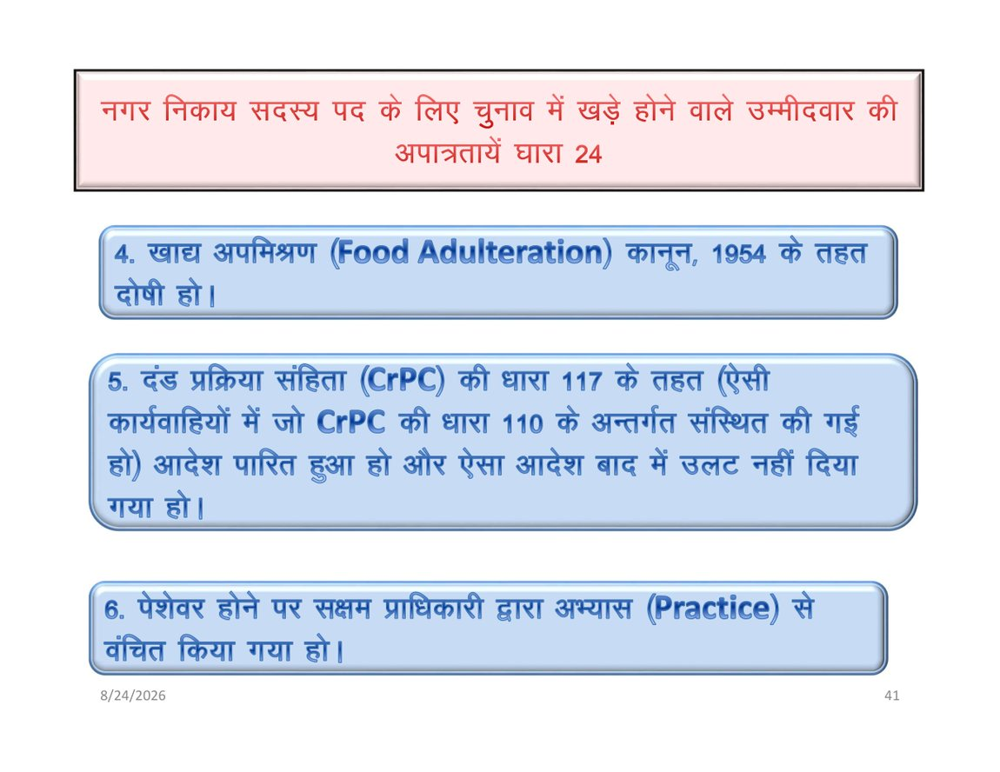 नगर निकाय सदस्य पद के लिए चुनाव में खड़े होने वाले उम्मीदवार की
अपात्रतायें घारा 24
4. खाद्य अपमिश्रण (Food Adulteration) कानून, 1954 के तहत
दोषी हो।
5. दंड प्रक्रिया संहिता (CrPC) की धारा 117 के तहत (ऐसी
कार्यवाहियों में जो CrPC की धारा 110 के अन्तर्गत संस्थित की गई
हो) आदेश पारित हुआ हो और ऐसा आदेश बाद में उलट नहीं दिया
गया हो।
6. पेशेवर होने पर सक्षम प्राधिकारी द्वारा अभ्यास (Practice) से
वंचित किया गया हो।
8/24/2026
41